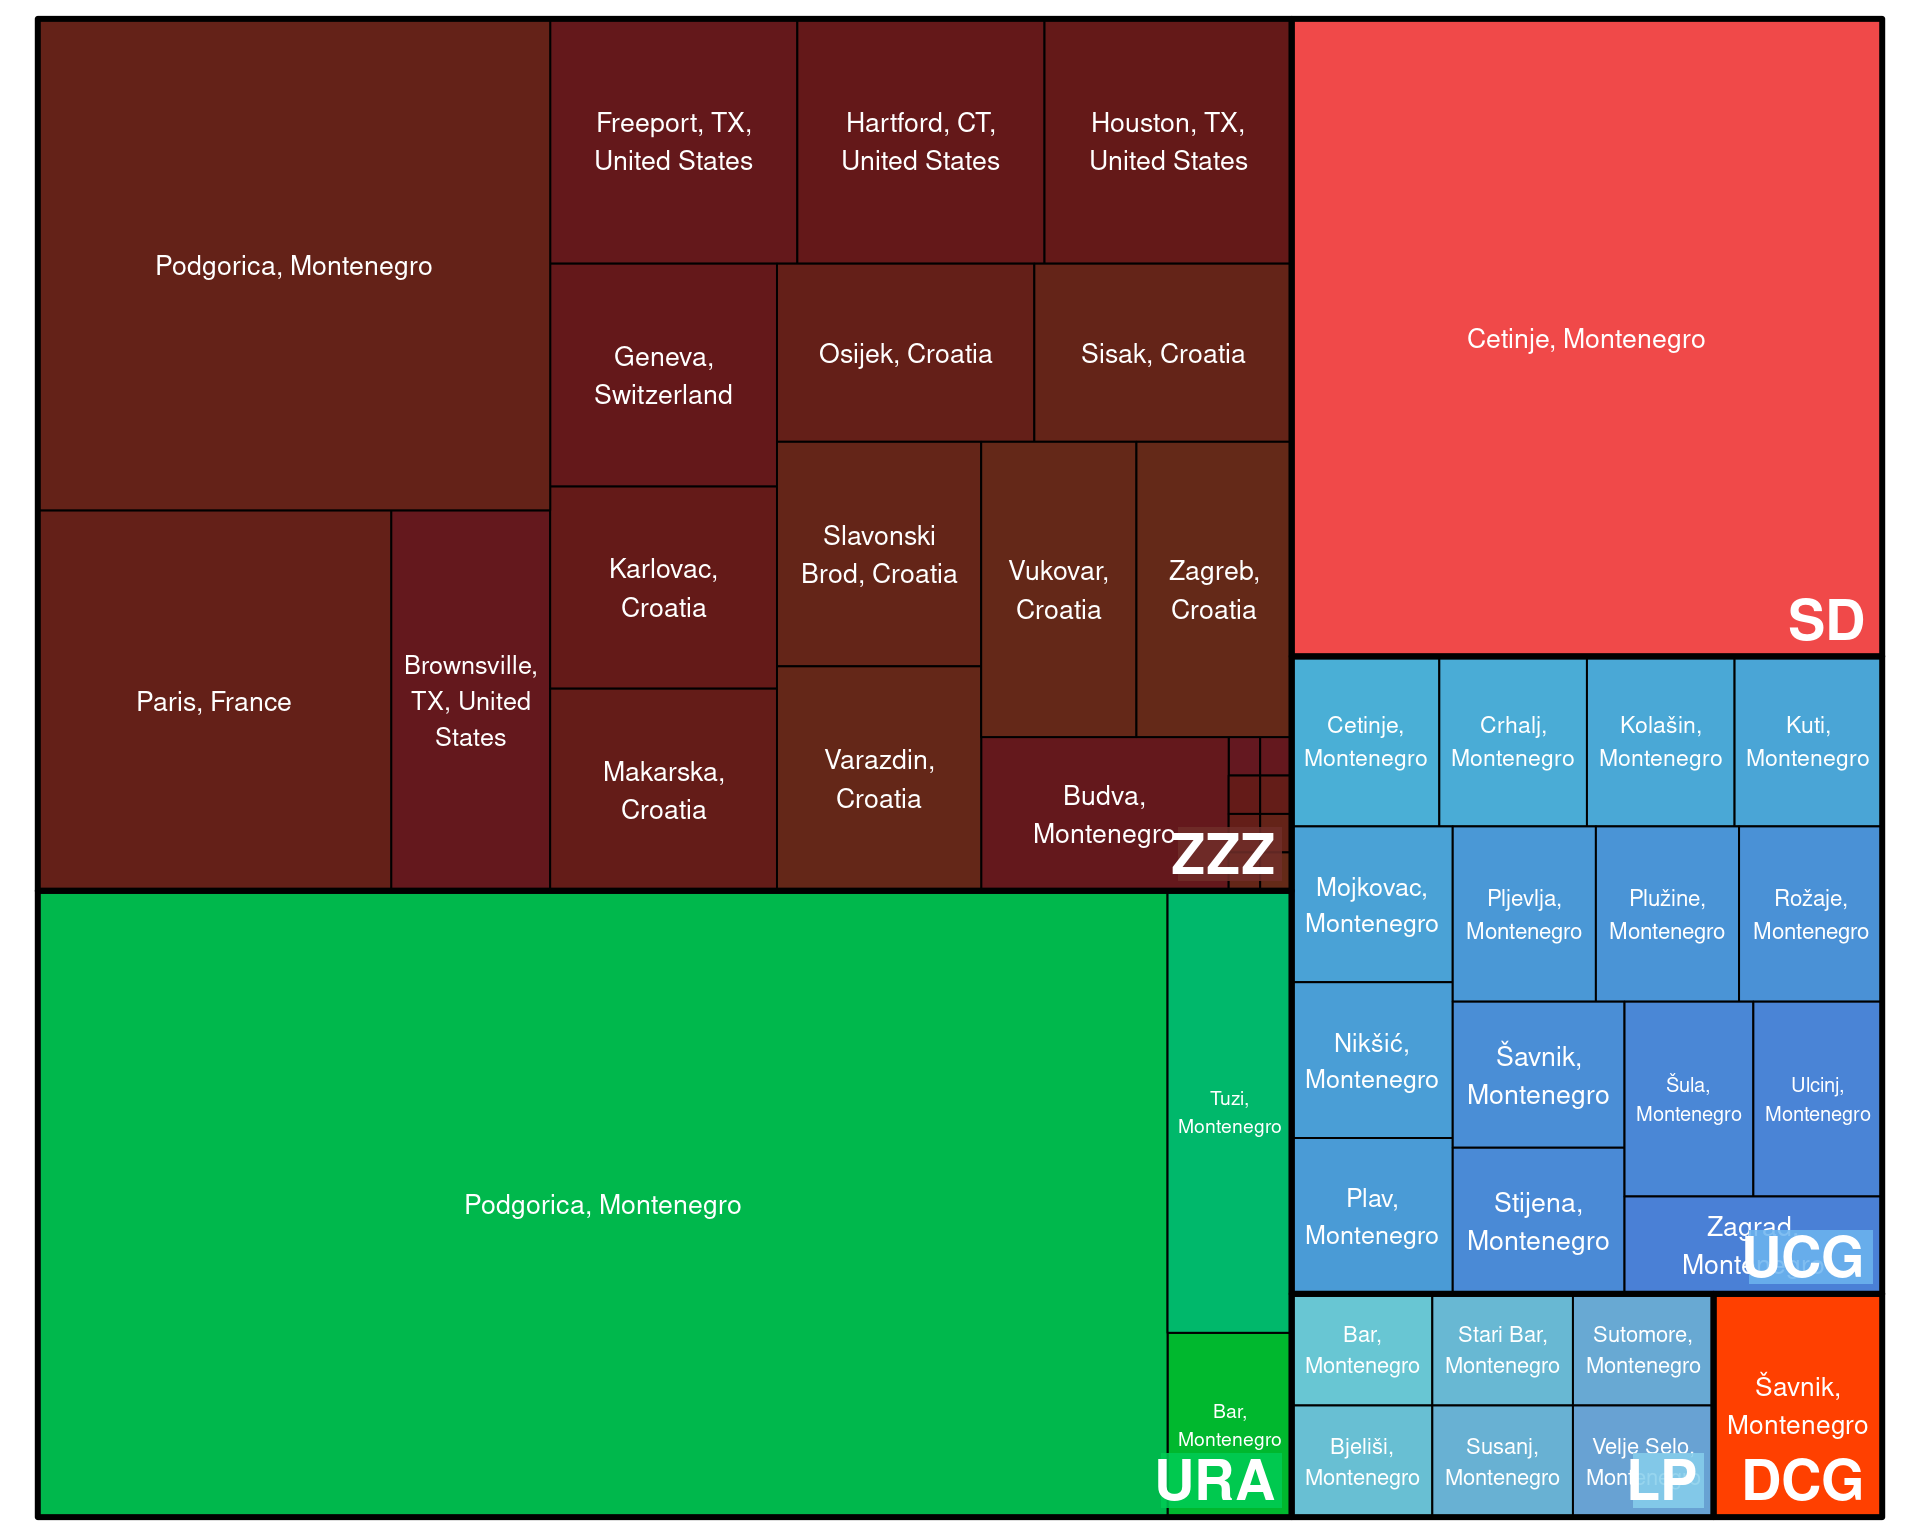 Podgorica, Montenegro
Freeport, TX,
United States
Hartford, CT,
United States
Houston, TX,
United States
Geneva,
Switzerland
Osijek, Croatia
Sisak, Croatia
Karlovac,
Croatia
Slavonski
Brod, Croatia
Vukovar,
Croatia
Zagreb,
Croatia
Paris, France
Brownsville,
TX, United
States
Makarska,
Croatia
Varazdin,
Croatia
Budva,
Montenegro
ZZZ
Cetinje, Montenegro
SD
Podgorica, Montenegro
Tuzi,
Montenegro
Bar,
Montenegro
URA
Cetinje,
Montenegro
Crhalj,
Montenegro
Kolašin,
Montenegro
Kuti,
Montenegro
Mojkovac,
Montenegro
Pljevlja,
Montenegro
Plužine,
Montenegro
Rožaje,
Montenegro
Nikšić,
Montenegro
Šavnik,
Montenegro
Šula,
Montenegro
Ulcinj,
Montenegro
Plav,
Montenegro
Stijena,
Montenegro
Zagrad,
Montenegro
UCG
Bar,
Montenegro
Stari Bar,
Montenegro
Sutomore,
Montenegro
Bjeliši,
Montenegro
Susanj,
Montenegro
Velje Selo,
Montenegro
LP
Šavnik,
Montenegro
DCG